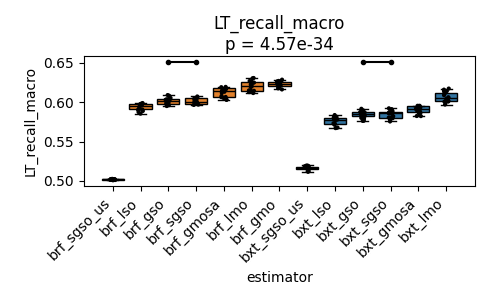 LT_recall_macro
p = 4.57e-34
LT_recall_macro
0.65
0.60
0.55
0.50
brf_sgso_us
brf_lso
brf_gso
brf_sgso
brf_gmosa
brf_lmo
brf_gmo
bxt_sgso_us
bxt_lso
bxt_gso
bxt_sgso
bxt_gmosa
bxt_lmo
estimator